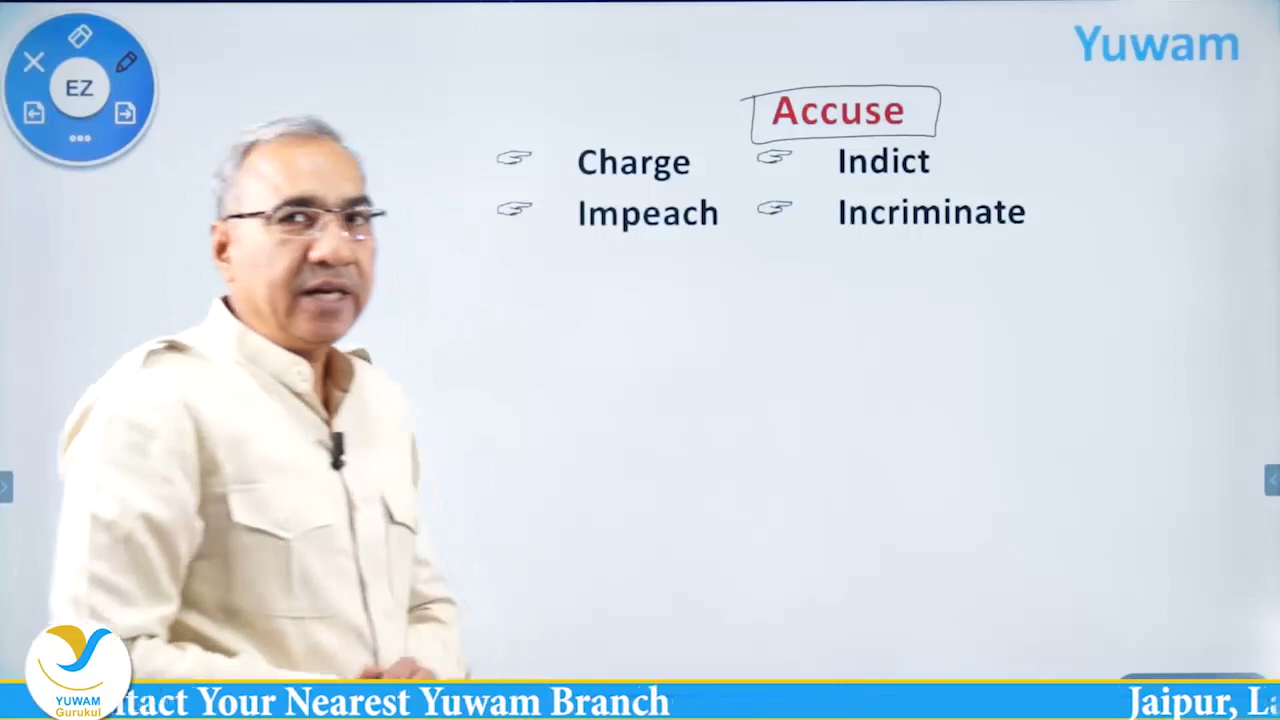 EZ
Yuwam
Accuse
Charge Indict
Impeach Incriminate
YUWAM
Gurukul
ntact Your Nearest Yuwam Branch
Jaipur, La